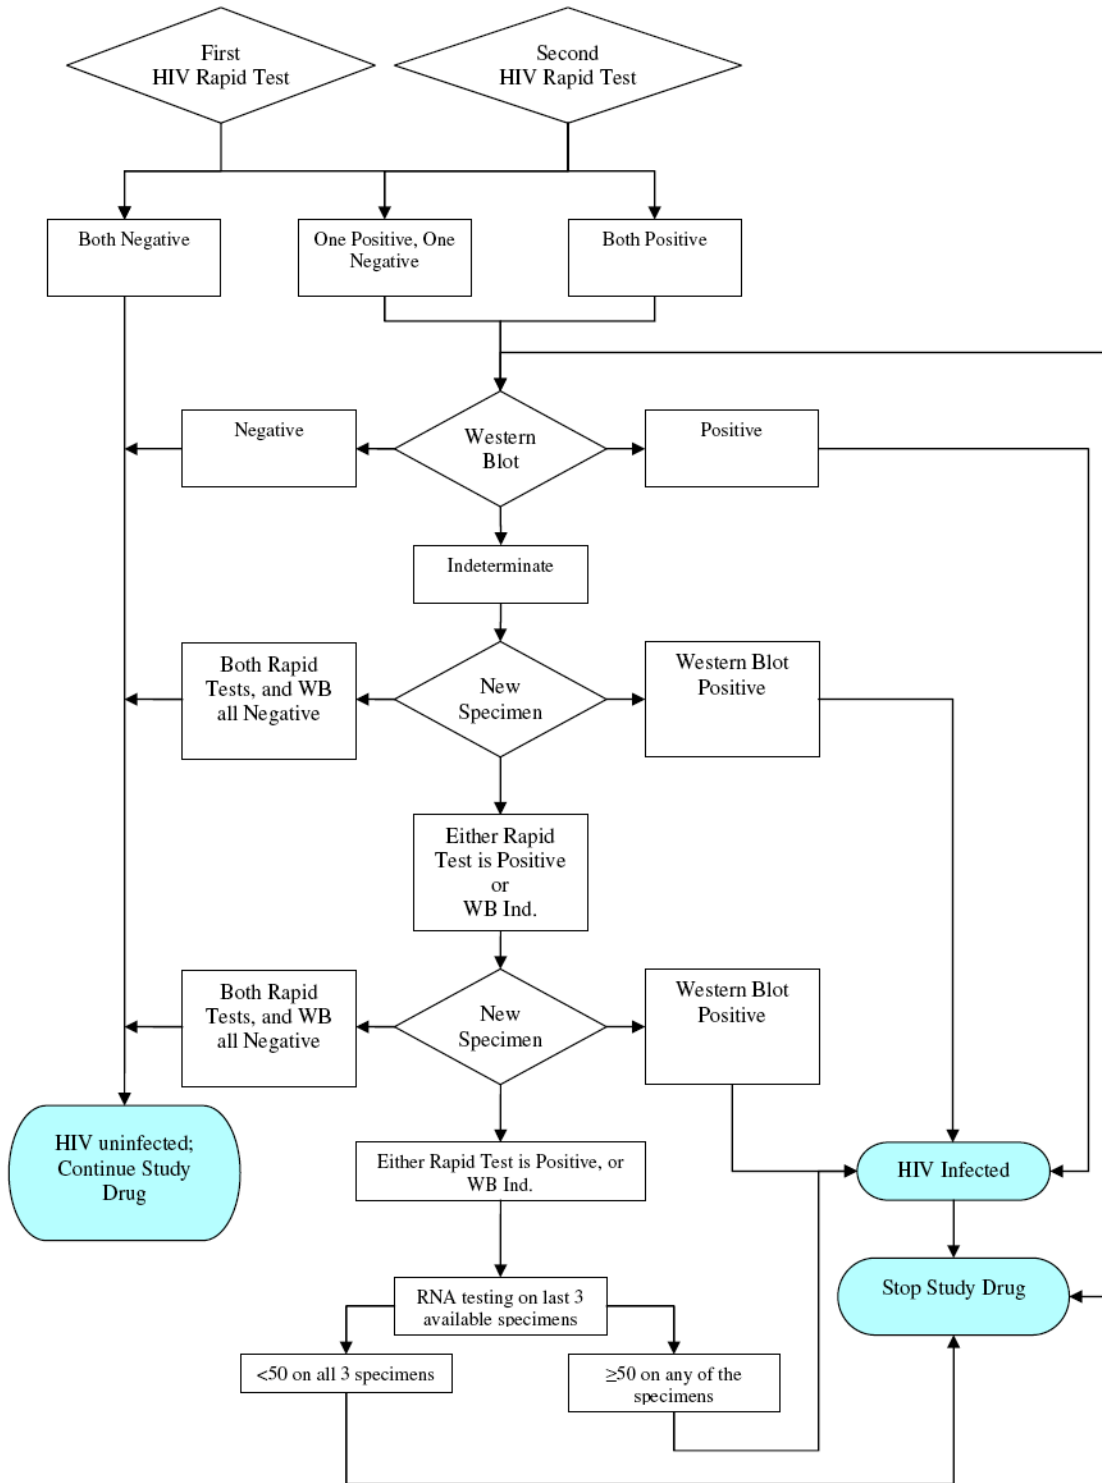 First
HIV Rapid Test
Second
HIV Rapid Test
Both Negative
One Positive, One
Negative
Both Positive
Negative
Western
Blot
Positive
Indeterminate
Both Rapid
Tests, and WB
all Negative
New
Specimen
Western Blot
Positive
Either Rapid
Test is Positive
or
WB Ind.
Both Rapid
Tests, and WB
all Negative
New
Specimen
Western Blot
Positive
HIV uninfected;
Continue Study
Drug
Either Rapid Test is Positive, or
WB Ind.
HIV Infected
Stop Study Drug
RNA testing on last 3
available specimens
<50 on all 3 specimens
≥50 on any of the
specimens